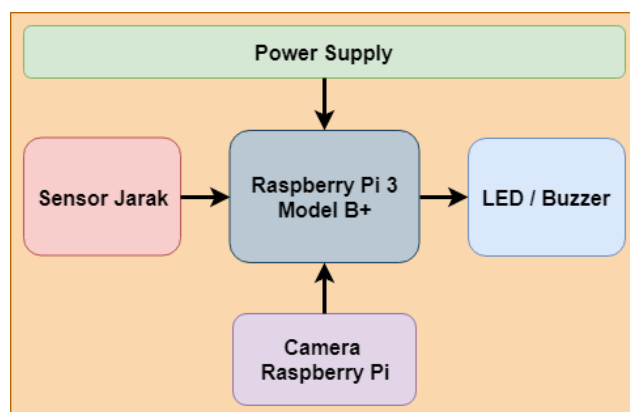 Power Supply
Sensor Jarak
Raspberry Pi 3
Model B+
LED / Buzzer
Camera
Raspberry Pi